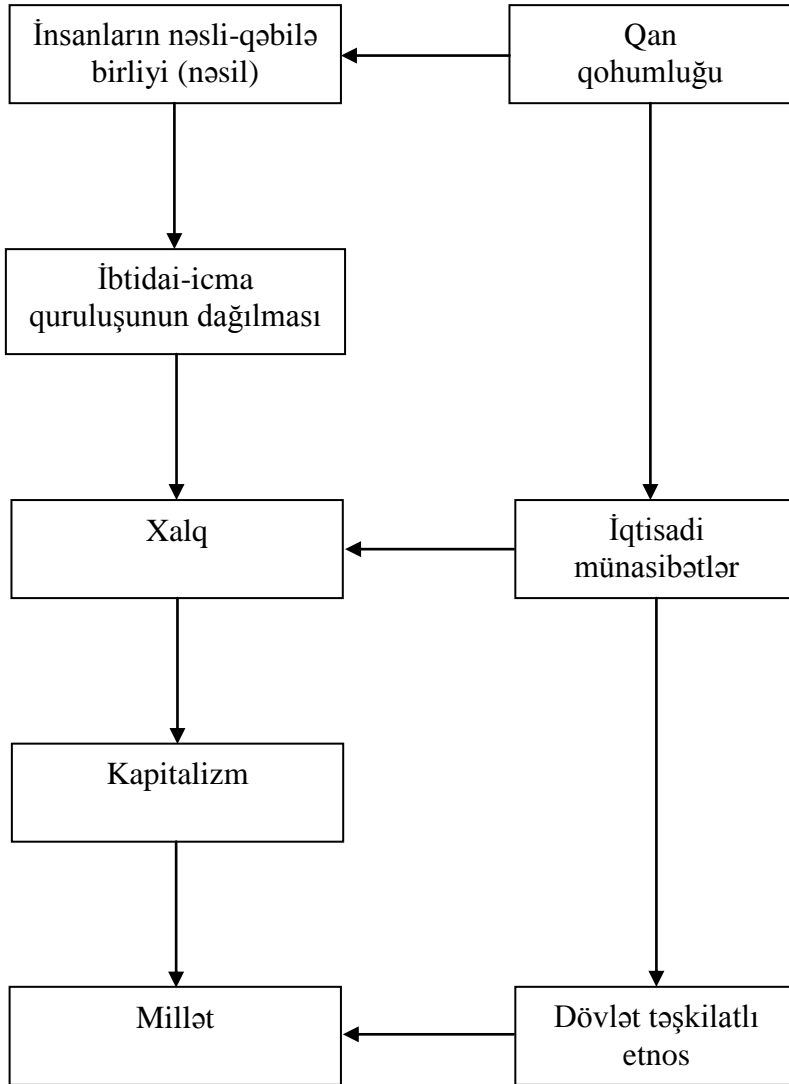 İnsanların nəsli-qəbilə
birliyi (nəsil)
Qan
qohumluğu
İbtidai-icma
quruluşunun dağılması
Xalq
İqtisadi
münasibətlər
Kapitalizm
Millət
Dövlət təşkilatlı
etnos